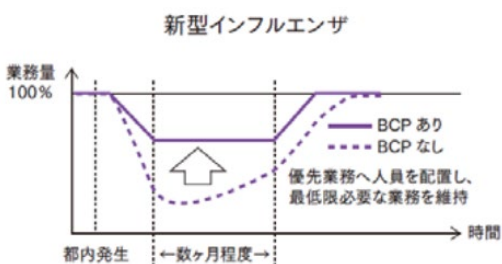 新型インフルエンザ
業務量
100%
BCP あり
BCP なし
優先業務へ人員を配置し、
最低限必要な業務を維持
時間
都内発生
←数ヶ月程度→